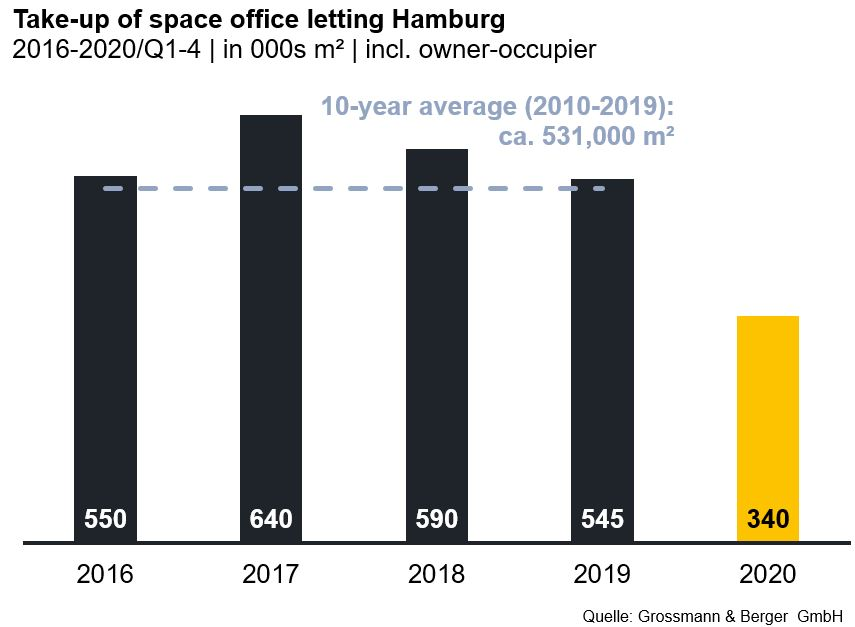 Take-up of space office letting Hamburg
2016-2020/Q1-4 | in 000s m² | incl. owner-occupier
10-year average (2010-2019):
ca. 531,000 m²
550 640 590 545 340
2016 2017 2018 2019 2020
Quelle: Grossmann & Berger GmbH